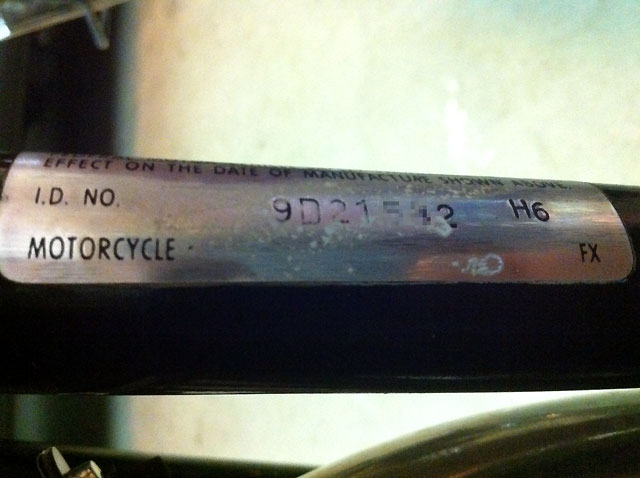 EFFECT ON THE DATE OF MANUFACTURE SHOWN ABOVE.
I.D. NO. H6
MOTORCYCLE FX